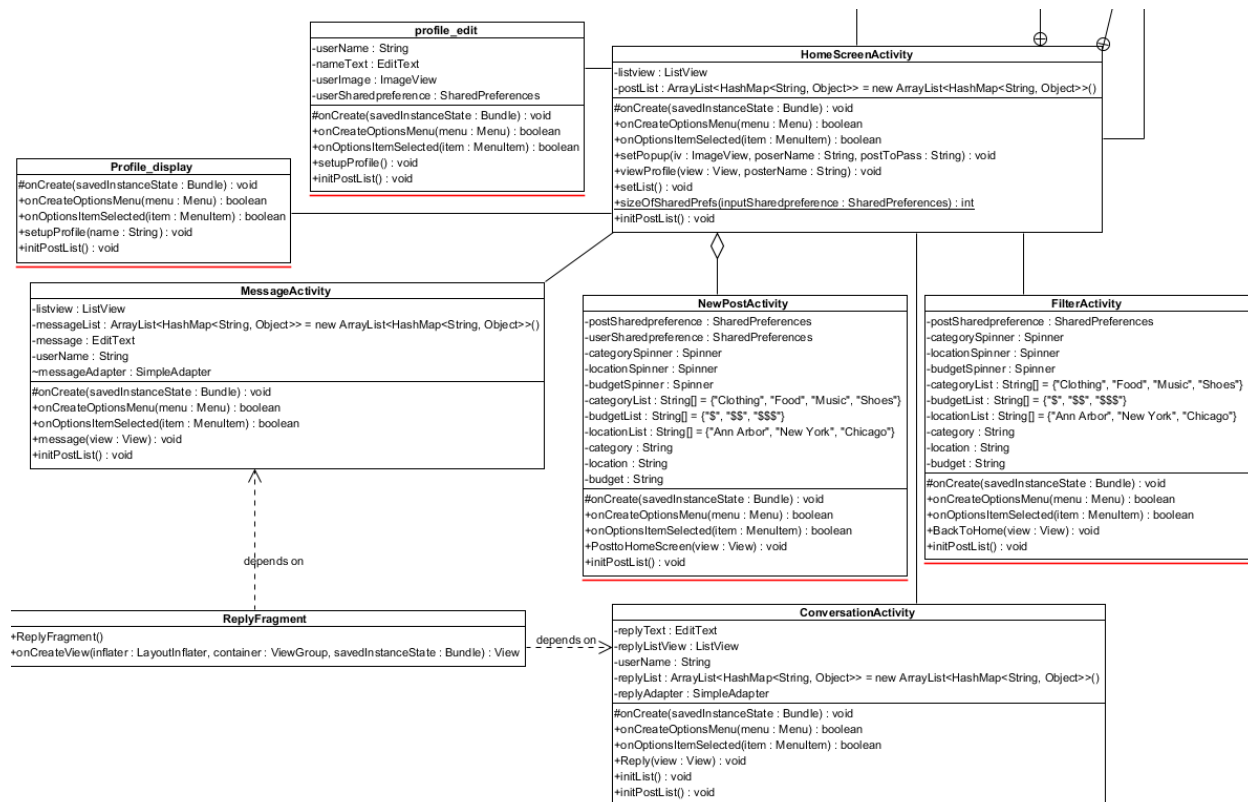 profile_edit
-userName : String
-nameText : EditText
-userImage : ImageView
-userSharedpreference : SharedPreferences
#onCreate(savedInstanceState : Bundle) : void
+onCreateOptionsMenu(menu : Menu) : boolean
+onOptionsItemSelected(item : MenuItem) : boolean
+setupProfile() : void
+initPostList() : void
HomeScreenActivity
-listview : ListView
-postList : ArrayList<HashMap<String, Object>> = new ArrayList<HashMap<String, Object>>()
#onCreate(savedInstanceState : Bundle) : void
+onCreateOptionsMenu(menu : Menu) : boolean
+onOptionsItemSelected(item : MenuItem) : boolean
+setPopup(iv : ImageView, poserName : String, postToPass : String) : void
+viewProfile(view : View, posterName : String) : void
+setList() : void
+sizeOfSharedPrefs(inputSharedpreference : SharedPreferences) : int
+initPostList() : void
Profile_display
#onCreate(savedInstanceState : Bundle) : void
+onCreateOptionsMenu(menu : Menu) : boolean
+onOptionsItemSelected(item : MenuItem) : boolean
+setupProfile(name : String) : void
+initPostList() : void
MessageActivity
-listview : ListView
-messageList : ArrayList<HashMap<String, Object>> = new ArrayList<HashMap<String, Object>>()
-message : EditText
-userName : String
~messageAdapter : SimpleAdapter
#onCreate(savedInstanceState : Bundle) : void
+onCreateOptionsMenu(menu : Menu) : boolean
+onOptionsItemSelected(item : MenuItem) : boolean
+message(view : View) : void
+initPostList() : void
NewPostActivity
-postSharedpreference : SharedPreferences
-userSharedpreference : SharedPreferences
-categorySpinner : Spinner
-locationSpinner : Spinner
-budgetSpinner : Spinner
-categoryList : String[] = {"Clothing", "Food", "Music", "Shoes"}
-budgetList : String[] = {"$", "$$", "$$$"}
-locationList : String[] = {"Ann Arbor", "New York", "Chicago"}
-category : String
-location : String
-budget : String
#onCreate(savedInstanceState : Bundle) : void
+onCreateOptionsMenu(menu : Menu) : boolean
+onOptionsItemSelected(item : MenuItem) : boolean
+PosttoHomeScreen(view : View) : void
+initPostList() : void
FilterActivity
-postSharedpreference : SharedPreferences
-categorySpinner : Spinner
-locationSpinner : Spinner
-budgetSpinner : Spinner
-categoryList : String[] = {"Clothing", "Food", "Music", "Shoes"}
-budgetList : String[] = {"$", "$$", "$$$"}
-locationList : String[] = {"Ann Arbor", "New York", "Chicago"}
-category : String
-location : String
-budget : String
#onCreate(savedInstanceState : Bundle) : void
+onCreateOptionsMenu(menu : Menu) : boolean
+onOptionsItemSelected(item : MenuItem) : boolean
+BackToHome(view : View) : void
+initPostList() : void
depends on
ReplyFragment
+ReplyFragment()
+onCreateView(inflater : LayoutInflater, container : ViewGroup, savedInstanceState : Bundle) : View
depends on
ConversationActivity
-replyText : EditText
-replyListView : ListView
-userName : String
-replyList : ArrayList<HashMap<String, Object>> = new ArrayList<HashMap<String, Object>>()
-replyAdapter : SimpleAdapter
#onCreate(savedInstanceState : Bundle) : void
+onCreateOptionsMenu(menu : Menu) : boolean
+onOptionsItemSelected(item : MenuItem) : boolean
+Reply(view : View) : void
+initList() : void
+initPostList() : void